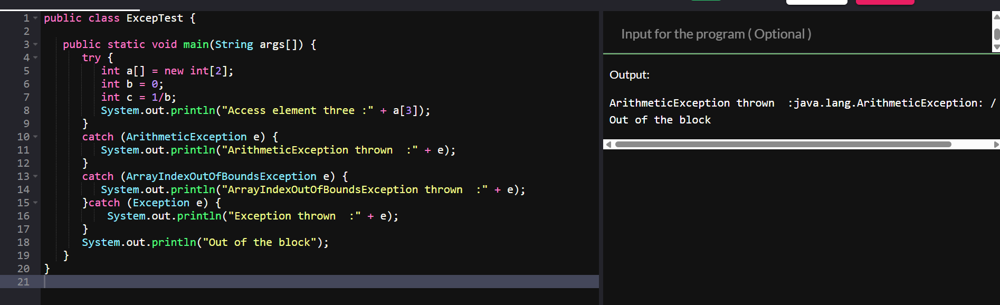 1 public class ExcepTest {
2
3 public static void main(String args[]) {
4 try {
5 int a[] = new int[2];
6 int b = 0;
7 int c = 1/b;
8 System.out.println("Access element three :" + a[3]);
9 }
10 catch (ArithmeticException e) {
11 System.out.println("ArithmeticException thrown  :" + e);
12 }
13 catch (ArrayIndexOutOfBoundsException e) {
14 System.out.println("ArrayIndexOutOfBoundsException thrown  :" + e);
15 }catch (Exception e) {
16 System.out.println("Exception thrown  :" + e);
17 }
18 System.out.println("Out of the block");
19 }
20 }
21
Input for the program ( Optional )
Output:
ArithmeticException thrown  :java.lang.ArithmeticException: /
Out of the block